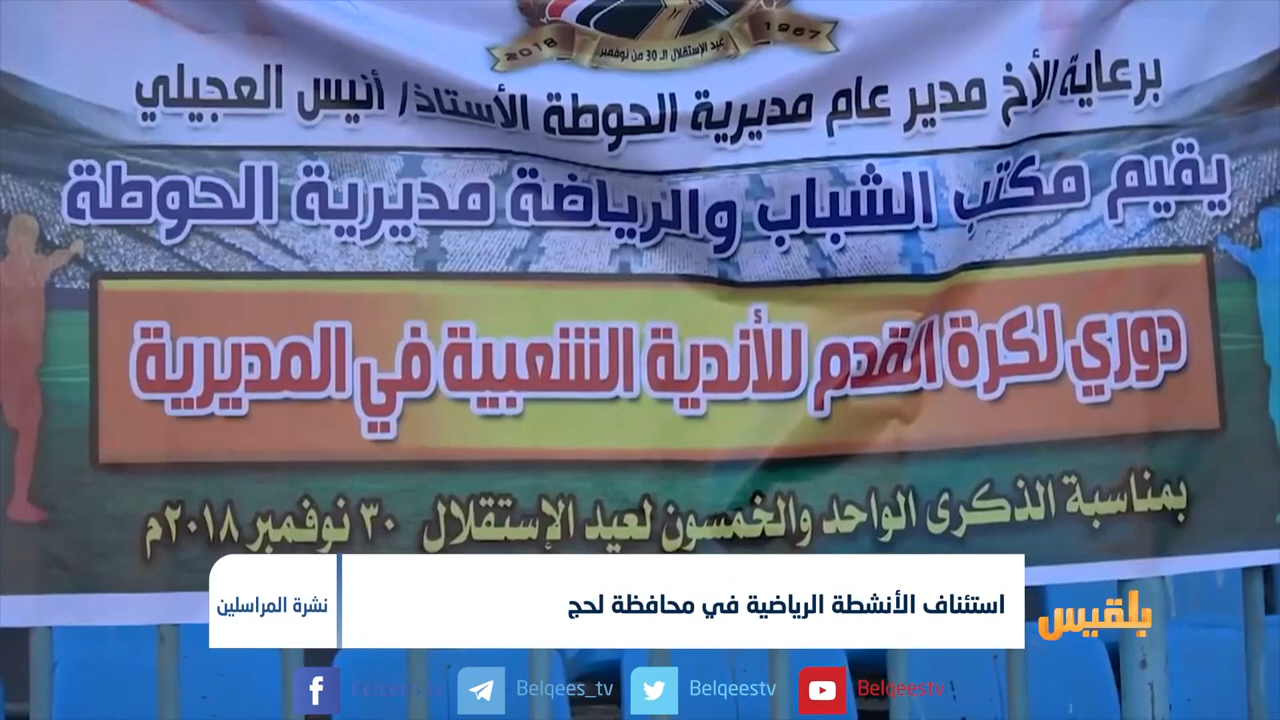 2018 عيد الإستقلال الـ 30 من نوفمبر 1967
برعاية الأخ مدير عام مديرية الحوطة الأستاذ/ أنيس العجيلي
يقيم مكتب الشباب والرياضة مديرية الحوطة
دوري لكرة القدم للأندية الشعبية في المديرية
بمناسبة الذكرى الواحد والخمسون لعيد الإستقلال ٣٠ نوفمبر ٢٠١٨م
استئناف الأنشطة الرياضية في محافظة لحج
نشرة المراسلين
بلقيس
Belqees_tv
Belqeestv
Belqeestv